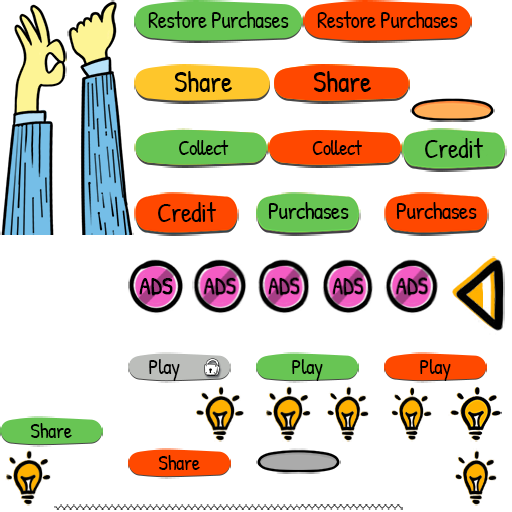 Restore Purchases
Restore Purchases
Share
Share
Collect
Collect
Credit
Credit
Purchases
Purchases
ADS
ADS
ADS
ADS
ADS
Play
Play
Play
Share
Share